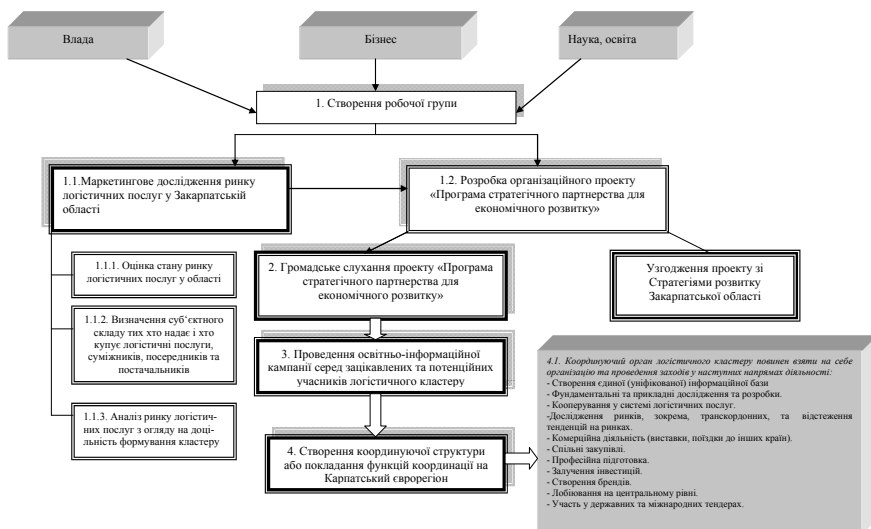 Влада
Бізнес
Наука, освіта
1. Створення робочої групи
1.1.Маркетингове дослідження ринку
логістичних послуг у Закарпатській
області
1.2. Розробка організаційного проекту
«Програма стратегічного партнерства для
економічного розвитку»
1.1.1. Оцінка стану ринку
логістичних послуг у області
1.1.2. Визначення суб‘єктного
складу тих хто надає і хто
купує логістичні послуги,
суміжників, посередників та
постачальників
1.1.3. Аналіз ринку логістич-
них послуг з огляду на доці-
льність формування кластеру
2. Громадське слухання проекту «Програма
стратегічного партнерства для
економічного розвитку»
Узгодження проекту зі
Стратегіями розвитку
Закарпатської області
3. Проведення освітньо-інформаційної
кампанії серед зацікавлених та потенційних
учасників логістичного кластеру
4. Створення координуючої структури
або покладання функцій координації на
Карпатський єврорегіон
4.1. Координуючий орган логістичного кластеру повинен взяти на себе
організацію та проведення заходів у наступних напрямах діяльності:
- Створення єдиної (уніфікованої) інформаційної бази
- Фундаментальні та прикладні дослідження та розробки.
- Кооперування у системі логістичних послуг.
-Дослідження ринків, зокрема, транскордонних, та відстеження
тенденцій на ринках.
- Комерційна діяльність (виставки, поїздки до інших країн).
- Спільні закупівлі.
- Професійна підготовка.
- Залучення інвестицій.
- Створення брендів.
- Лобіювання на центральному рівні.
- Участь у державних та міжнародних тендерах.